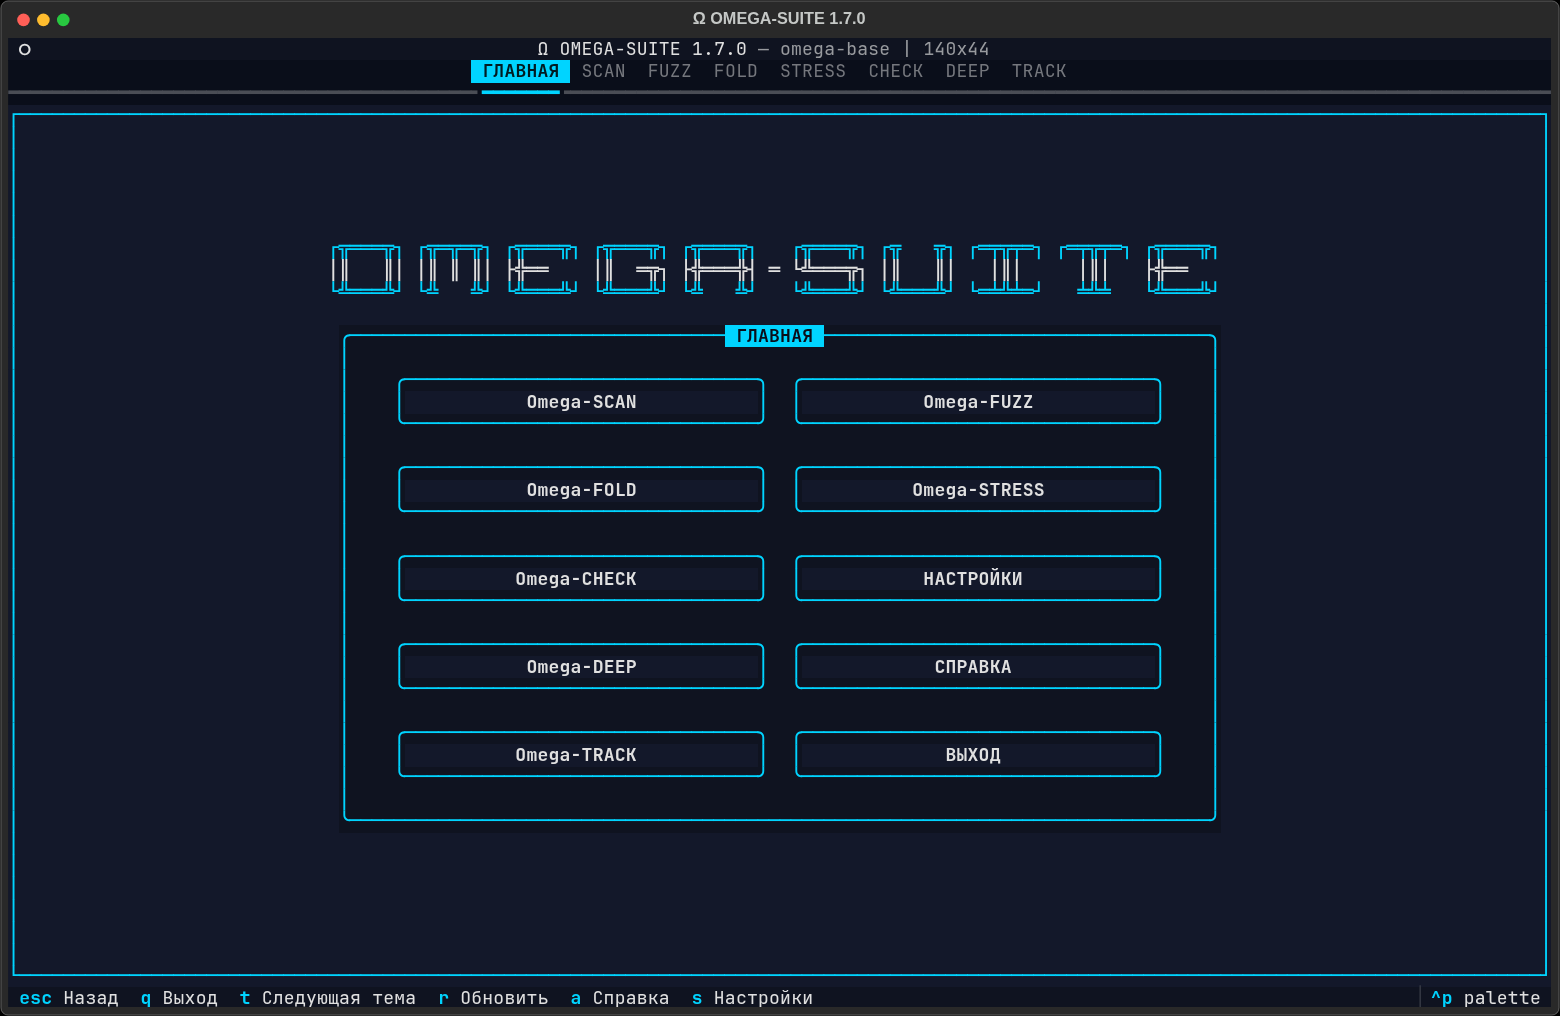 Ω OMEGA-SUITE 1.7.0
Ω OMEGA-SUITE 1.7.0 — omega-base | 140x44
ГЛАВНАЯ SCAN FUZZ FOLD STRESS CHECK DEEP TRACK
OMEGA-SUITE
ГЛАВНАЯ
Omega-SCAN Omega-FUZZ
Omega-FOLD Omega-STRESS
Omega-CHECK НАСТРОЙКИ
Omega-DEEP СПРАВКА
Omega-TRACK ВЫХОД
esc Назад q Выход t Следующая тема r Обновить a Справка s Настройки ^p palette